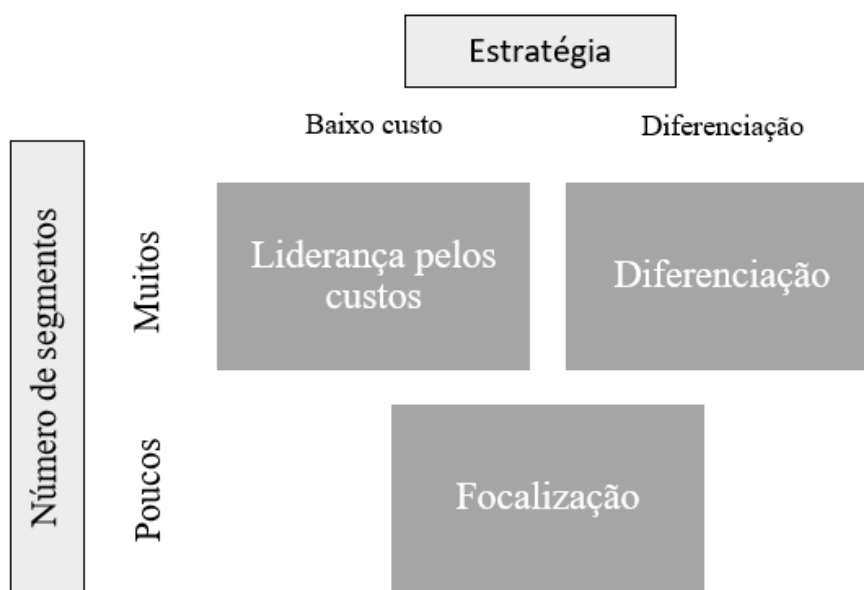 Estratégia
Baixo custo
Diferenciação
Número de segmentos
Muitos
Liderança pelos
custos
Diferenciação
Poucos
Focalização